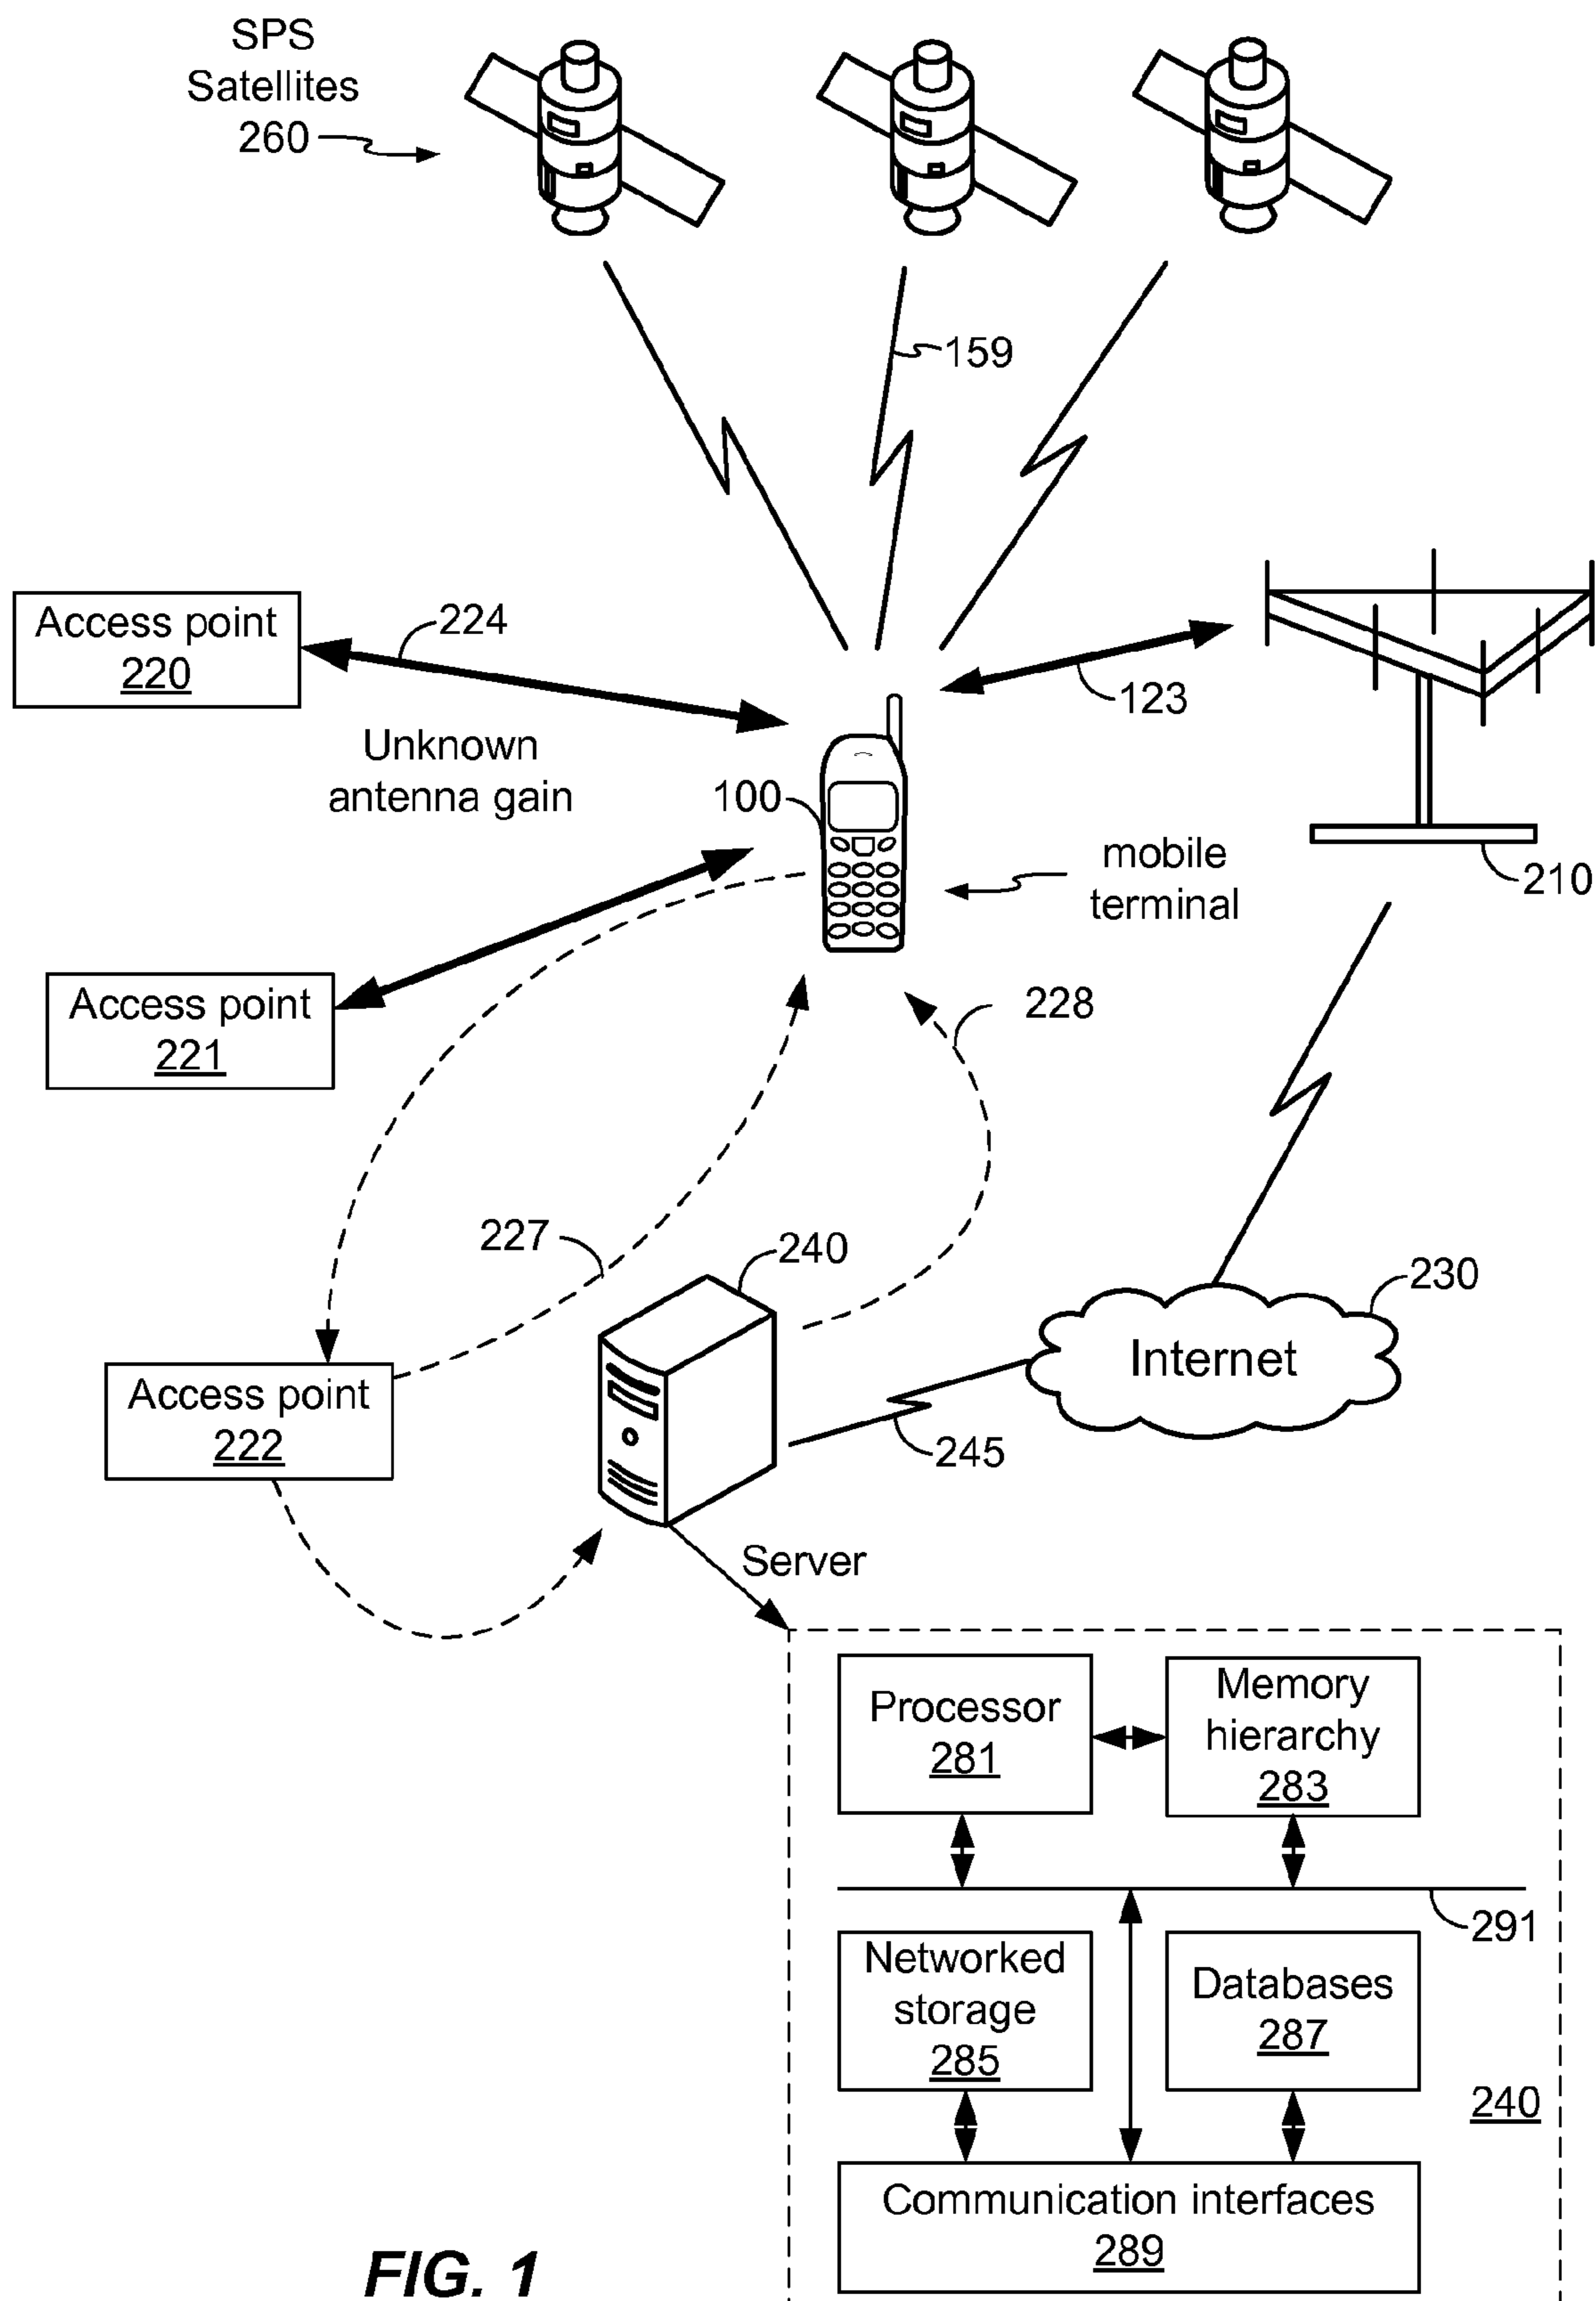 SPS
Satellites
260
159
Access point
220
224
123
Unknown
antenna gain
100
mobile
terminal
210
Access point
221
228
227
240
230
Internet
Access point
222
245
Server
Processor
281
Memory
hierarchy
283
291
Networked
storage
285
Databases
287
240
Communication interfaces
289
FIG. 1